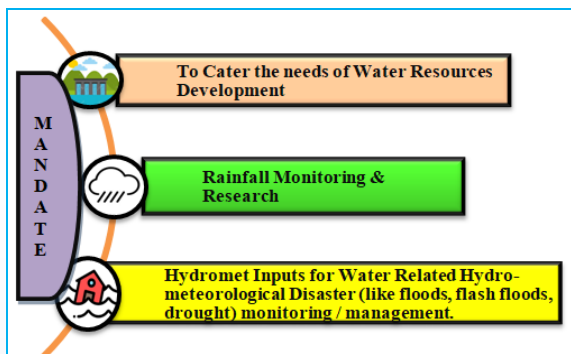 MANDATE
To Cater the needs of Water Resources
Development
Rainfall Monitoring &
Research
Hydromet Inputs for Water Related Hydro-
meteorological Disaster (like floods, flash floods,
drought) monitoring / management.